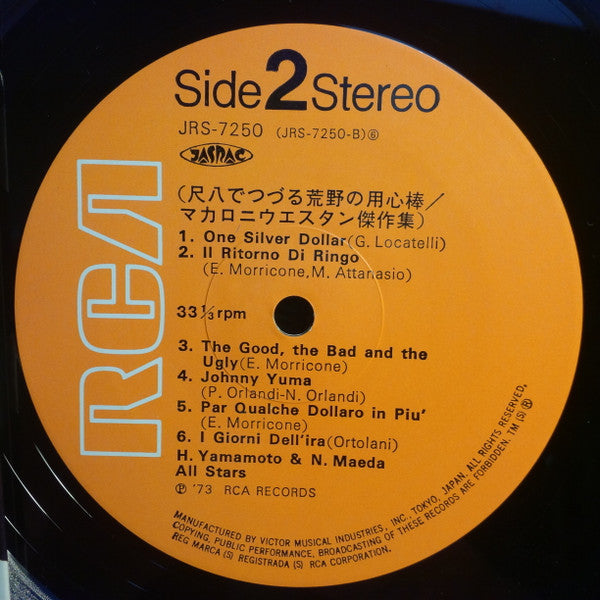 Side 2 Stereo
JRS-7250 (JRS-7250-B)⑥
JASRAC
RCA
(尺八でつづる荒野の用心棒/
マカロニウエスタン傑作集)
1. One Silver Dollar(G. Locatelli)
2. Il Ritorno Di Ringo
(E. Morricone,M. Attanasio)
33⅓rpm
3. The Good, the Bad and the
Ugly(E. Morricone)
4. Johnny Yuma
(P. Orlandi-N. Orlandi)
5. Par Qualche Dollaro in Piu'
(E. Morricone)
6. I Giorni Dell'ira(Ortolani)
H. Yamamoto & N. Maeda
All Stars
Ⓟ '73 RCA RECORDS
MANUFACTURED BY VICTOR MUSICAL INDUSTRIES, INC., TOKYO, JAPAN. ALL RIGHTS RESERVED.
COPYING, PUBLIC PERFORMANCE, BROADCASTING OF THESE RECORDS ARE FORBIDDEN. TM (S) ®
REG MARCA (S) REGISTRADA (S) RCA CORPORATION.